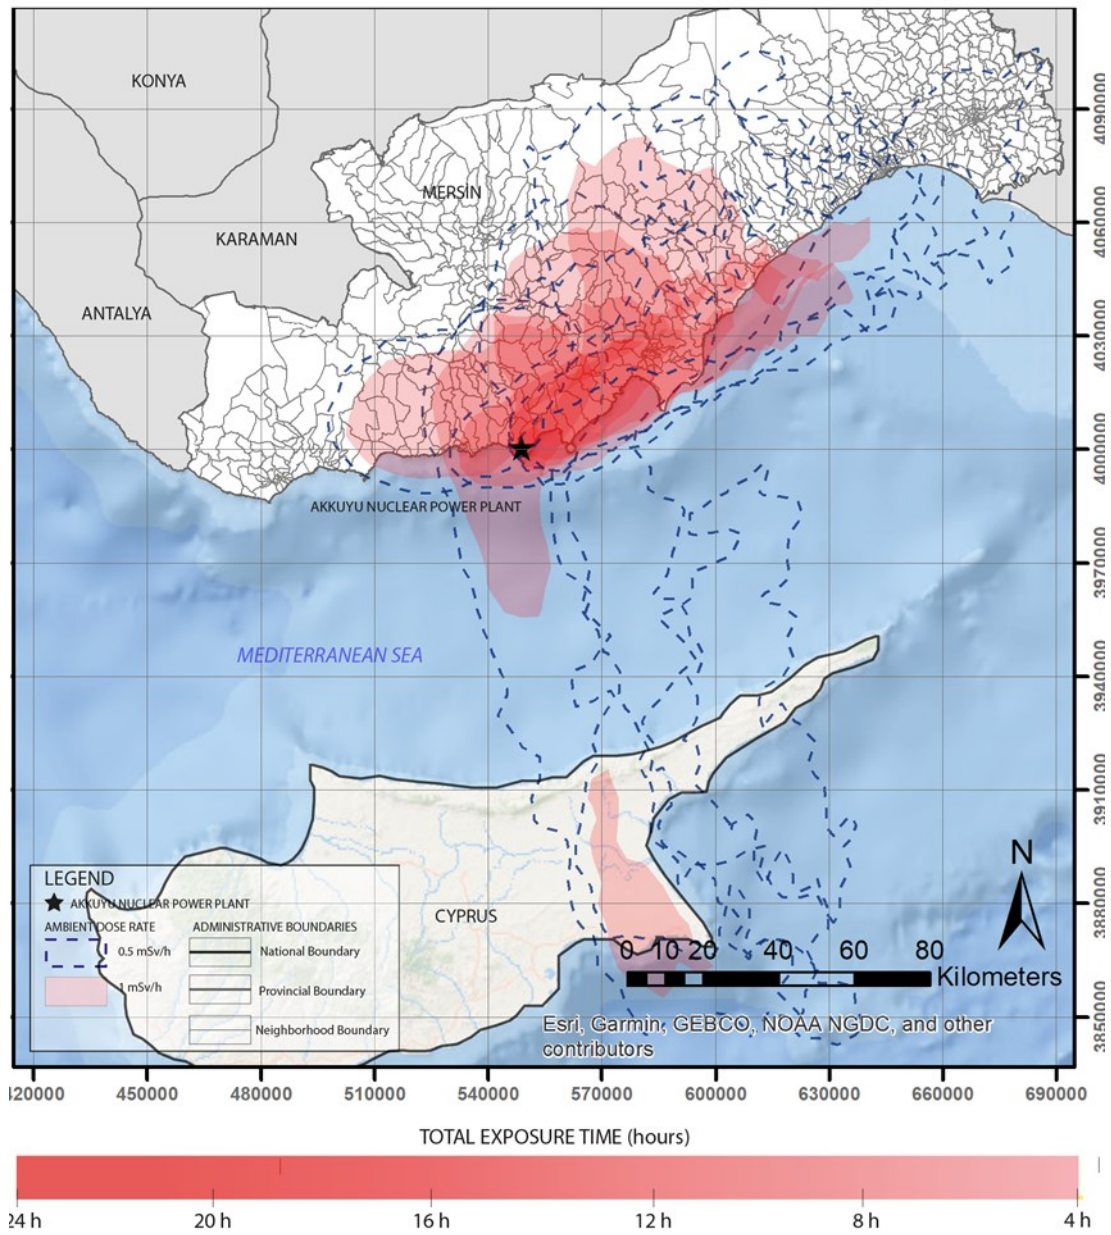 KONYA
MERSİN
KARAMAN
ANTALYA
4090000
4060000
4030000
4000000
3970000
3940000
3910000
3880000
3850000
AKKUYU NUCLEAR POWER PLANT
MEDITERRANEAN SEA
CYPRUS
N
LEGEND
AKKUYU NUCLEAR POWER PLANT
AMBIENT DOSE RATE
0.5 mSv/h
1 mSv/h
ADMINISTRATIVE BOUNDARIES
National Boundary
Provincial Boundary
Neighborhood Boundary
0 10 20 40 60 80
Kilometers
Esri, Garmin, GEBCO, NOAA NGDC, and other
contributors
420000 450000 480000 510000 540000 570000 600000 630000 660000 690000
TOTAL EXPOSURE TIME (hours)
24 h 20 h 16 h 12 h 8 h 4 h